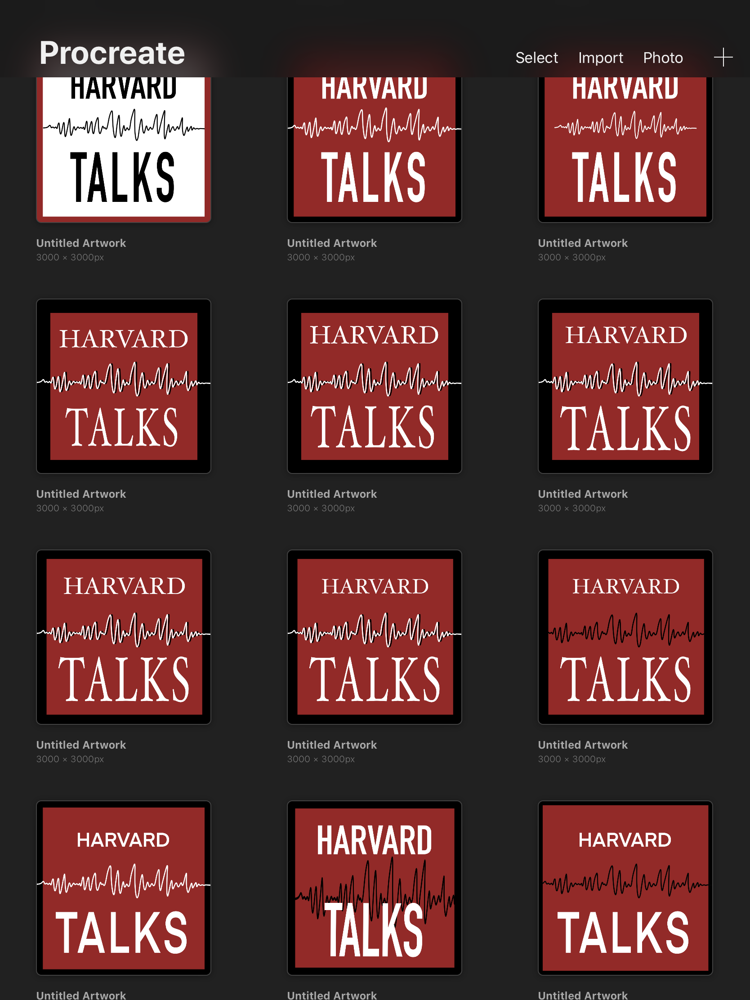 Procreate
Select Import Photo
HARVARD
TALKS
Untitled Artwork
3000 × 3000px
HARVARD
TALKS
Untitled Artwork
3000 × 3000px
HARVARD
TALKS
Untitled Artwork
3000 × 3000px
HARVARD
TALKS
Untitled Artwork
3000 × 3000px
HARVARD
TALKS
Untitled Artwork
3000 × 3000px
HARVARD
TALKS
Untitled Artwork
3000 × 3000px
HARVARD
TALKS
Untitled Artwork
3000 × 3000px
HARVARD
TALKS
Untitled Artwork
3000 × 3000px
HARVARD
TALKS
Untitled Artwork
3000 × 3000px
HARVARD
TALKS
Untitled Artwork
HARVARD
TALKS
Untitled Artwork
HARVARD
TALKS
Untitled Artwork